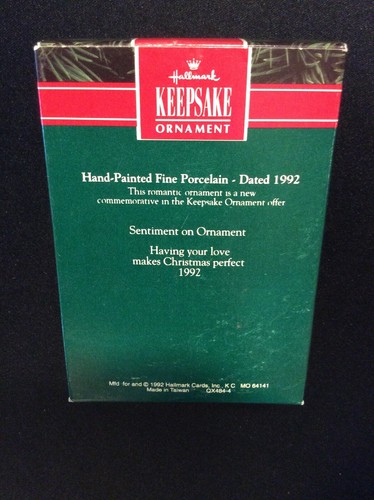 Hallmark
KEEPSAKE
ORNAMENT
Hand-Painted Fine Porcelain - Dated 1992
This romantic ornament is a new
commemorative in the Keepsake Ornament offer
Sentiment on Ornament
Having your love
makes Christmas perfect
1992
Mfd for and © 1992 Hallmark Cards, Inc., K C MO 64141
Made in Taiwan QX484-4